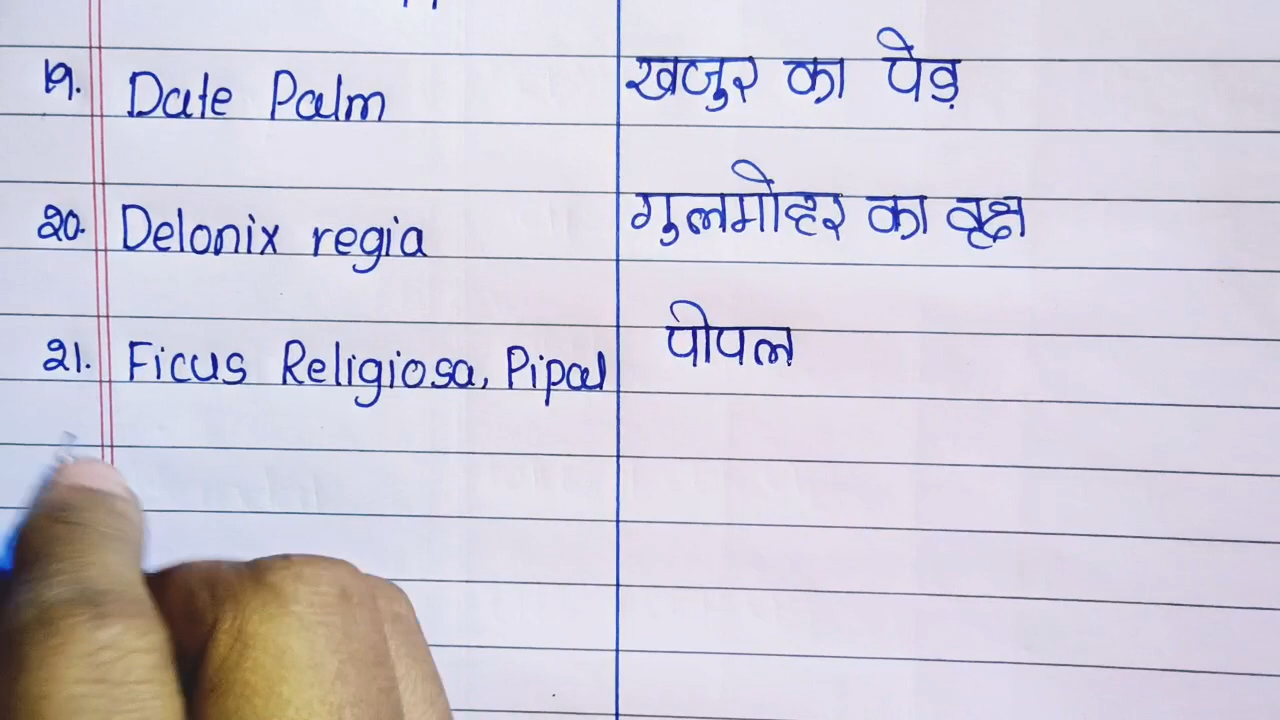 19. Date Palm खजुर का पेड़
20. Delonix regia गुलमोहर का वृक्ष
21. Ficus Religiosa, Pipal पीपल